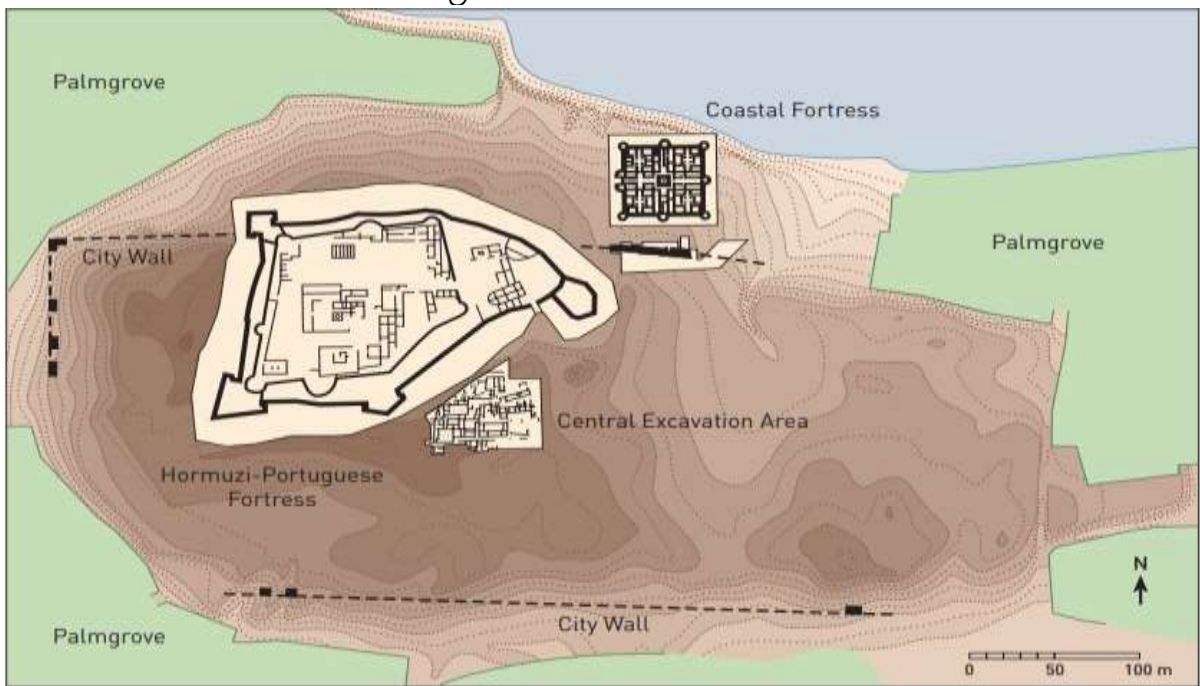 Palmgrove
Coastal Fortress
Palmgrove
City Wall
Central Excavation Area
Hormuzi-Portuguese
Fortress
N
City Wall
Palmgrove
0 50 100 m